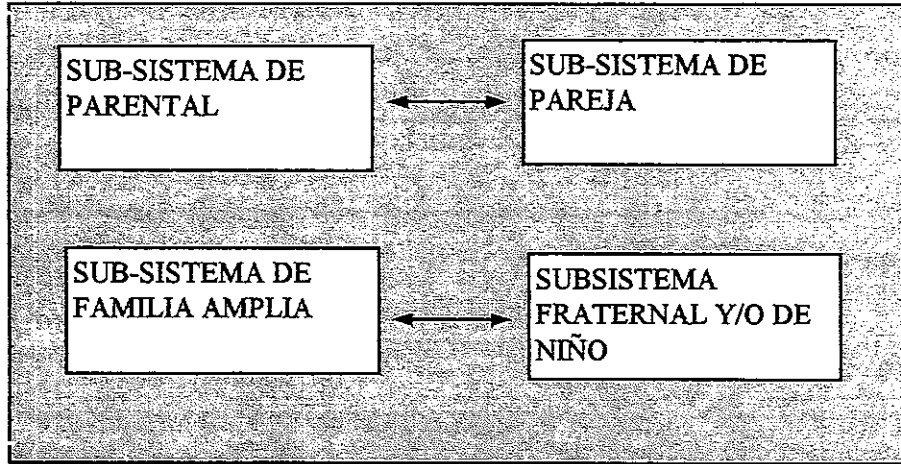 SUB-SISTEMA DE
PARENTAL
SUB-SISTEMA DE
PAREJA
SUB-SISTEMA DE
FAMILIA AMPLIA
SUBSISTEMA
FRATERNAL Y/O DE
NIÑO